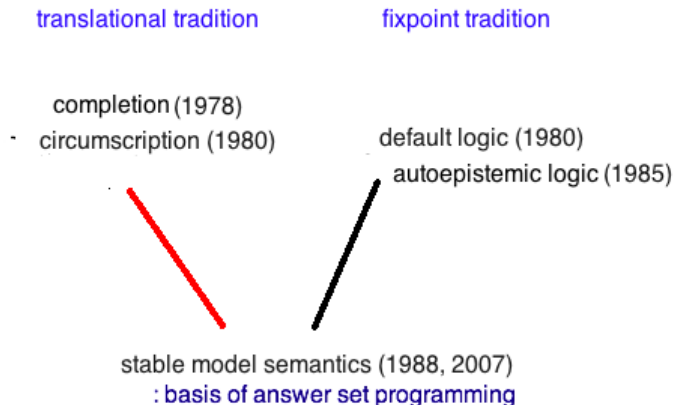 translational tradition
fixpoint tradition
completion (1978)
circumscription (1980)
default logic (1980)
autoepistemic logic (1985)
stable model semantics (1988, 2007)
: basis of answer set programming